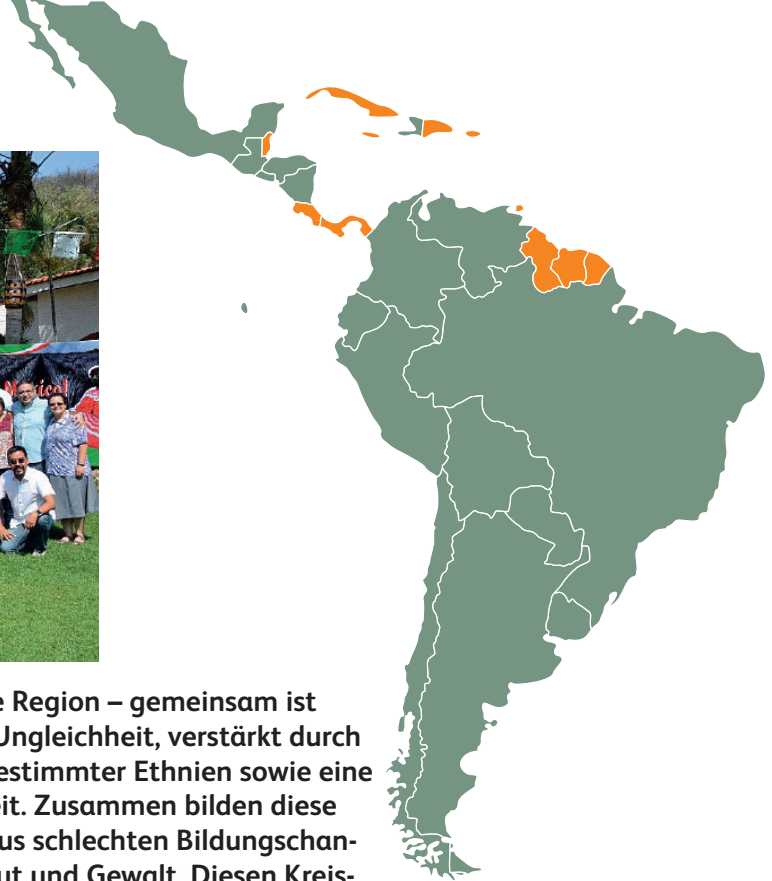 Mexico!
e Region – gemeinsam ist
Ungleichheit, verstärkt durch
estimmter Ethnien sowie eine
eit. Zusammen bilden diese
us schlechten Bildungschan-
ut und Gewalt. Diesen Kreis-